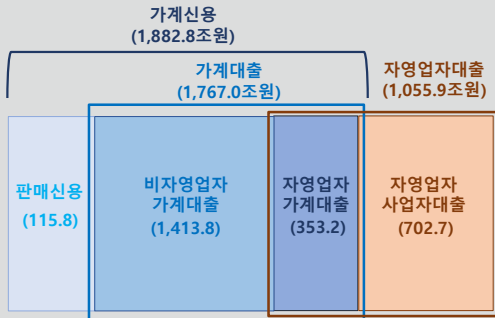 가계신용
(1,882.8조원)
가계대출
(1,767.0조원)
자영업자대출
(1,055.9조원)
판매신용
(115.8)
비자영업자
가계대출
(1,413.8)
자영업자
가계대출
(353.2)
자영업자
사업자대출
(702.7)